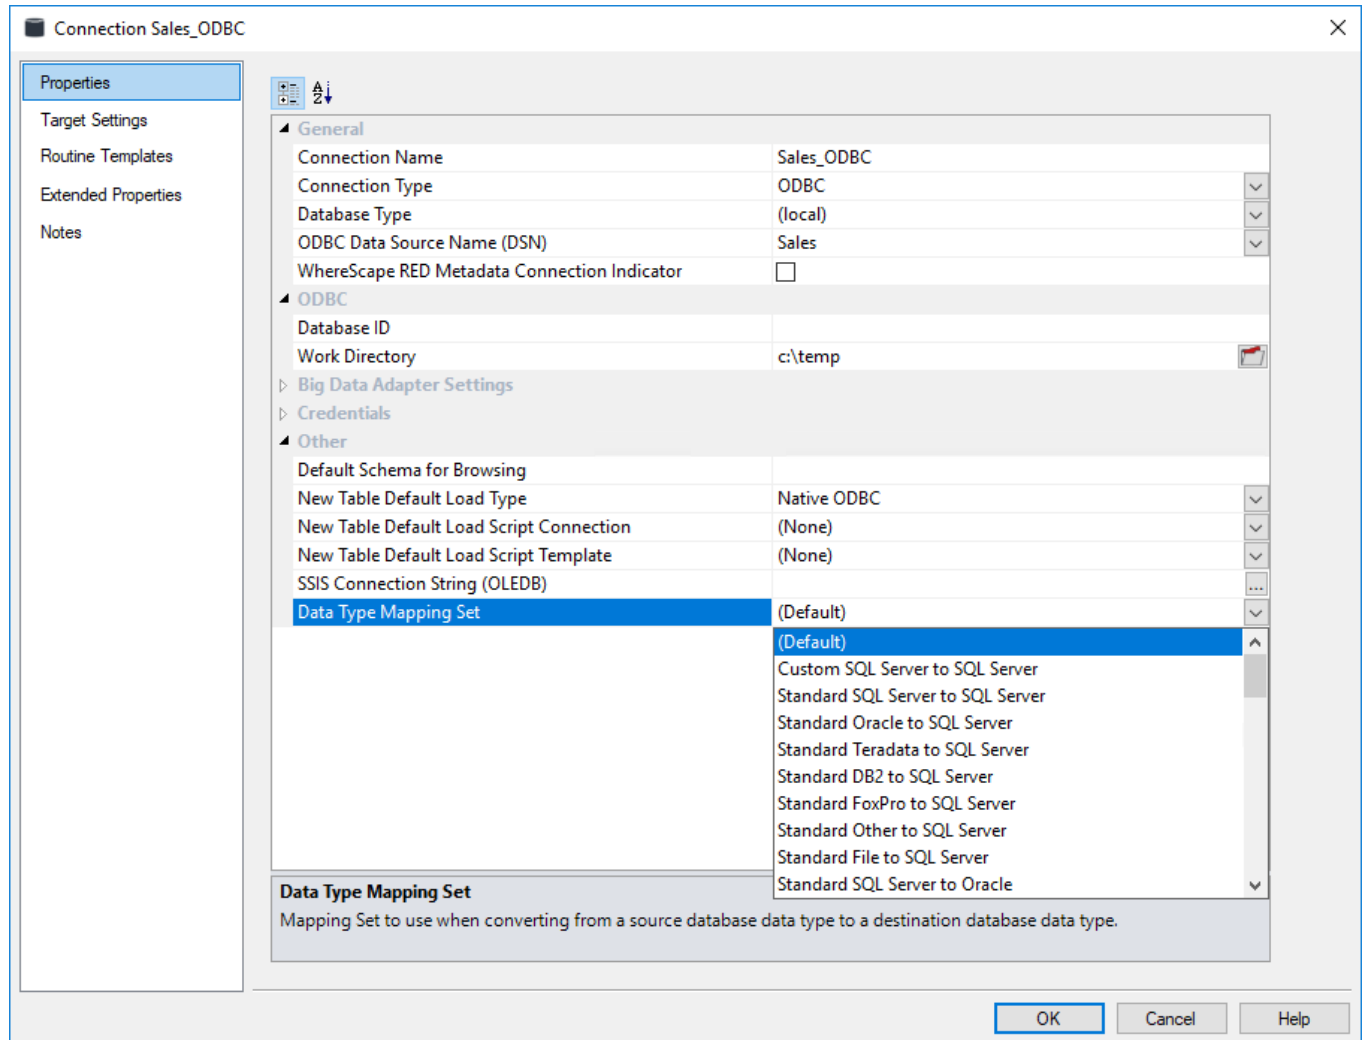 Connection Sales_ODBC
Properties
Target Settings
Routine Templates
Extended Properties
Notes
General
Connection Name Sales_ODBC
Connection Type ODBC
Database Type (local)
ODBC Data Source Name (DSN) Sales
WhereScape RED Metadata Connection Indicator
ODBC
Database ID
Work Directory c:\temp
Big Data Adapter Settings
Credentials
Other
Default Schema for Browsing
New Table Default Load Type Native ODBC
New Table Default Load Script Connection (None)
New Table Default Load Script Template (None)
SSIS Connection String (OLEDB) ...
Data Type Mapping Set (Default)
(Default)
Custom SQL Server to SQL Server
Standard SQL Server to SQL Server
Standard Oracle to SQL Server
Standard Teradata to SQL Server
Standard DB2 to SQL Server
Standard FoxPro to SQL Server
Standard Other to SQL Server
Standard File to SQL Server
Standard SQL Server to Oracle
Data Type Mapping Set
Mapping Set to use when converting from a source database data type to a destination database data type.
OK Cancel Help